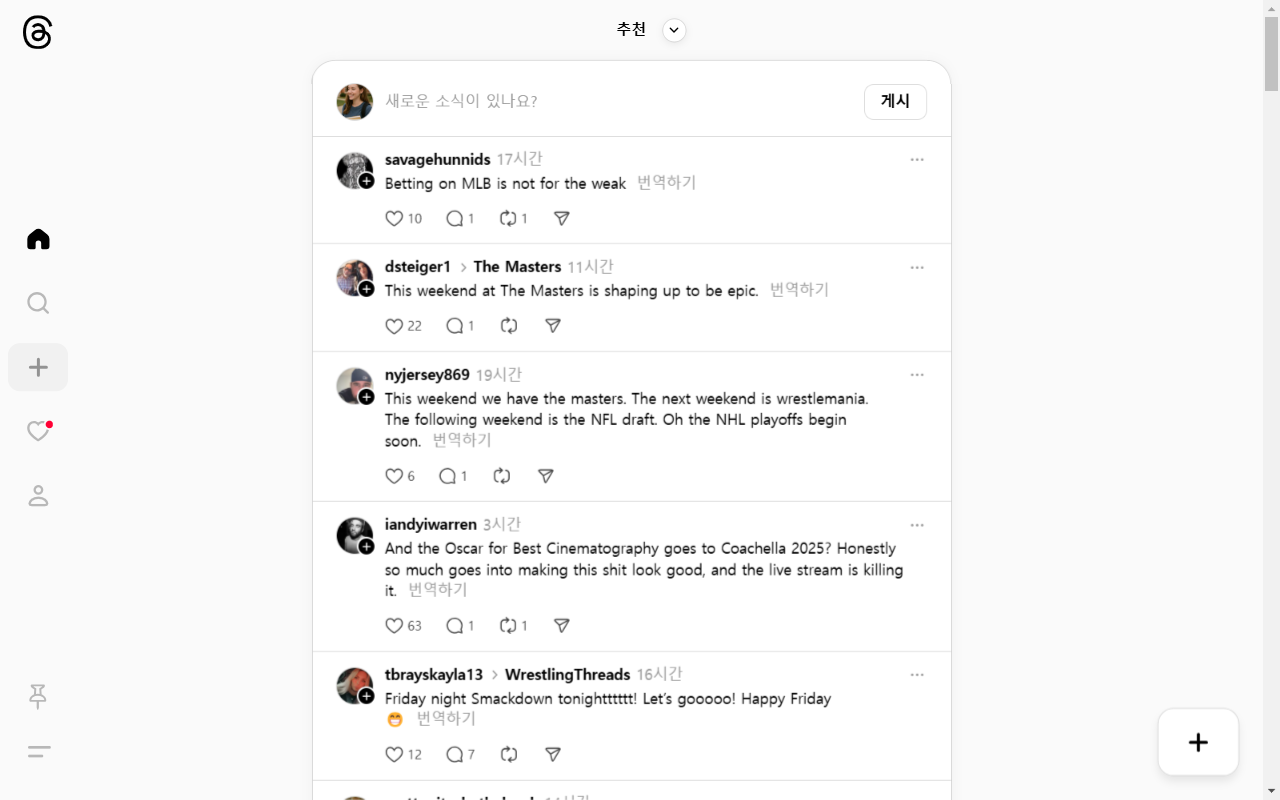 추천
새로운 소식이 있나요?
게시
savagehunnids 17시간
Betting on MLB is not for the weak 번역하기
10 1 1
dsteiger1 > The Masters 11시간
This weekend at The Masters is shaping up to be epic. 번역하기
22 1
nyjersey869 19시간
This weekend we have the masters. The next weekend is wrestlemania.
The following weekend is the NFL draft. Oh the NHL playoffs begin
soon. 번역하기
6 1
iandyiwarren 3시간
And the Oscar for Best Cinematography goes to Coachella 2025? Honestly
so much goes into making this shit look good, and the live stream is killing
it. 번역하기
63 1 1
tbrayskayla13 > WrestlingThreads 16시간
Friday night Smackdown tonightttttt! Let's gooooo! Happy Friday
😁 번역하기
12 7